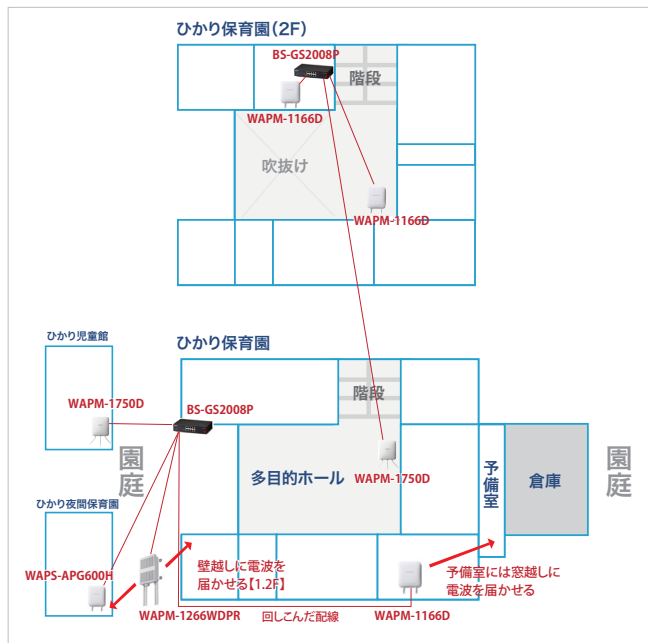 ひかり保育園(2F)
BS-GS2008P
階段
WAPM-1166D
吹抜け
WAPM-1166D
ひかり児童館
ひかり保育園
階段
WAPM-1750D
BS-GS2008P
園庭
多目的ホール
WAPM-1750D
予備室
倉庫
園庭
ひかり夜間保育園
WAPS-APG600H
壁越しに電波を
届かせる【1.2F】
予備室には窓越しに
電波を届かせる
WAPM-1266WDPR
回しこんだ配線
WAPM-1166D